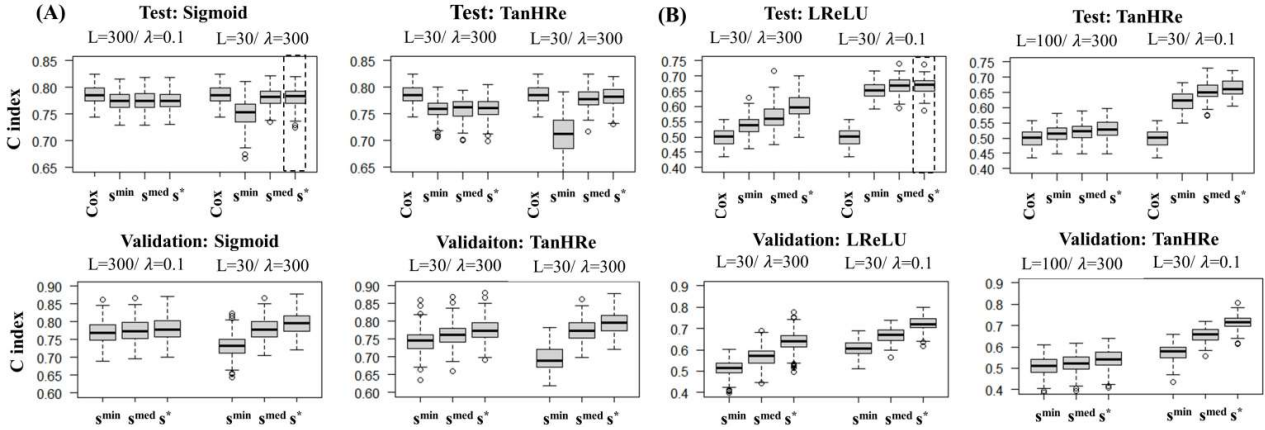 (A) Test: Sigmoid
L=300/ λ=0.1 L=30/ λ=300
C index
0.85
0.80
0.75
0.70
0.65
Cox s^min s^med s^* Cox s^min s^med s^*
Test: TanHRe
L=30/ λ=300 L=30/ λ=300
0.85
0.80
0.75
0.70
0.65
Cox s^min s^med s^* Cox s^min s^med s^*
(B) Test: LReLU
L=30/ λ=300 L=30/ λ=0.1
C index
0.75
0.70
0.65
0.60
0.55
0.50
0.45
0.40
Cox s^min s^med s^* Cox s^min s^med s^*
Test: TanHRe
L=100/ λ=300 L=30/ λ=0.1
0.75
0.70
0.65
0.60
0.55
0.50
0.45
0.40
Cox s^min s^med s^* Cox s^min s^med s^*
Validation: Sigmoid
L=300/ λ=0.1 L=30/ λ=300
C index
0.90
0.85
0.80
0.75
0.70
0.65
0.60
s^min s^med s^* s^min s^med s^*
Validaiton: TanHRe
L=30/ λ=300 L=30/ λ=300
0.90
0.85
0.80
0.75
0.70
0.65
0.60
s^min s^med s^* s^min s^med s^*
Validation: LReLU
L=30/ λ=300 L=30/ λ=0.1
C index
0.9
0.8
0.7
0.6
0.5
0.4
s^min s^med s^* s^min s^med s^*
Validation: TanHRe
L=100/ λ=300 L=30/ λ=0.1
0.9
0.8
0.7
0.6
0.5
0.4
s^min s^med s^* s^min s^med s^*